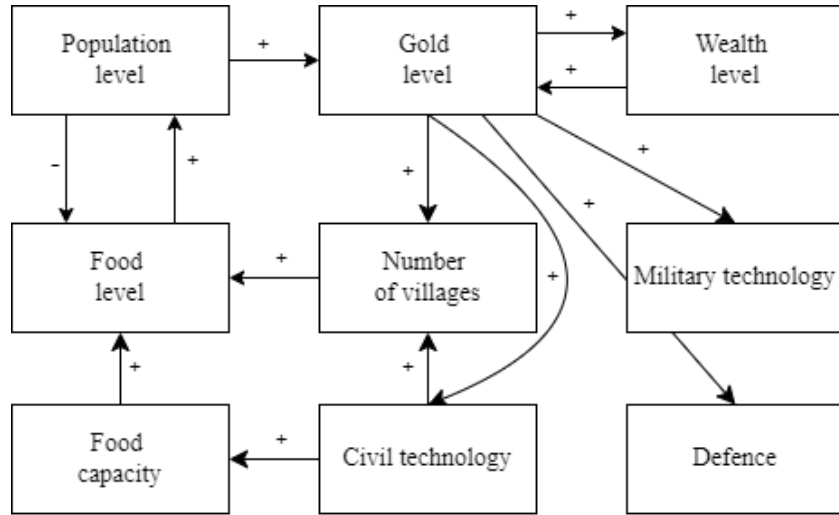 Population
level
+
Gold
level
+
+
Wealth
level
-
+
+
+
+
Food
level
+
Number
of villages
+
Military technology
+
+
Food
capacity
+
Civil technology
Defence